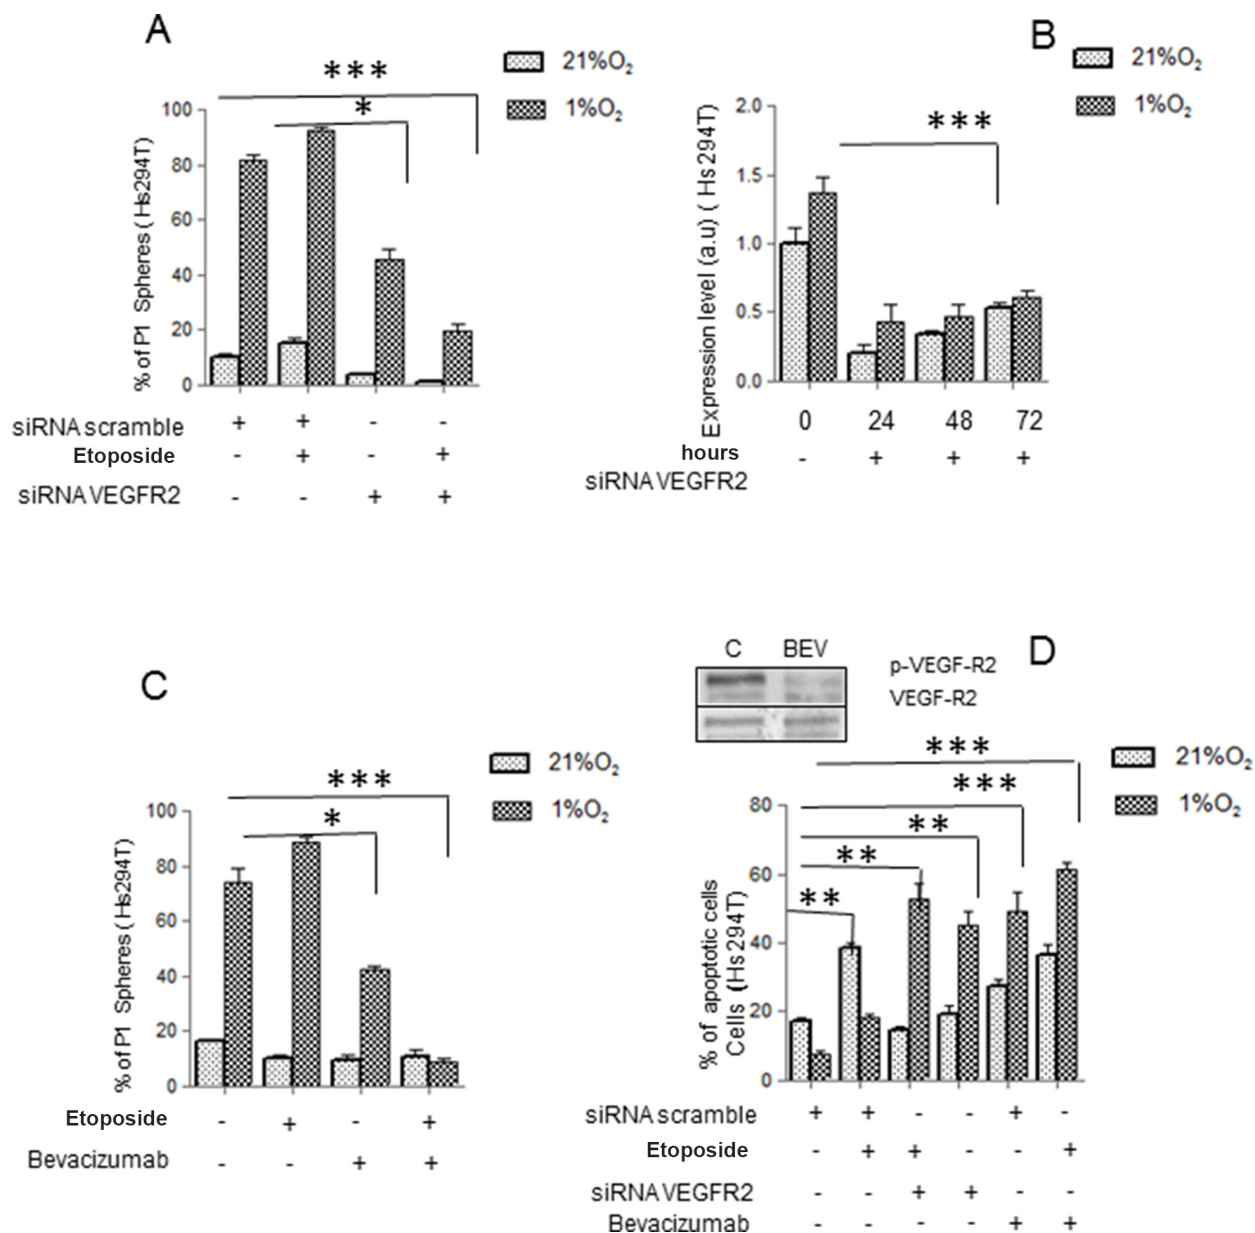 A
21%O₂
1%O₂
***
*
% of P1 Spheres ( Hs294T)
100
80
60
40
20
0
siRNA scramble + + - -
Etoposide - + - +
siRNA VEGFR2 - - + +
B
21%O₂
1%O₂
***
Expression level (a.u) ( Hs294T)
2.0
1.5
1.0
0.5
0.0
0 24 48 72
hours
- + + +
siRNA VEGFR2
C
21%O₂
1%O₂
***
*
% of P1 Spheres ( Hs294T)
100
80
60
40
20
0
Etoposide - + - +
Bevacizumab - - + +
C BEV
p-VEGF-R2
VEGF-R2
D
21%O₂
1%O₂
***
***
**
**
**
% of apoptotic cells
Cells (Hs294T)
80
60
40
20
0
siRNA scramble + + - - + -
Etoposide - + + - - +
siRNA VEGFR2 - - + + - -
Bevacizumab - - - - + +